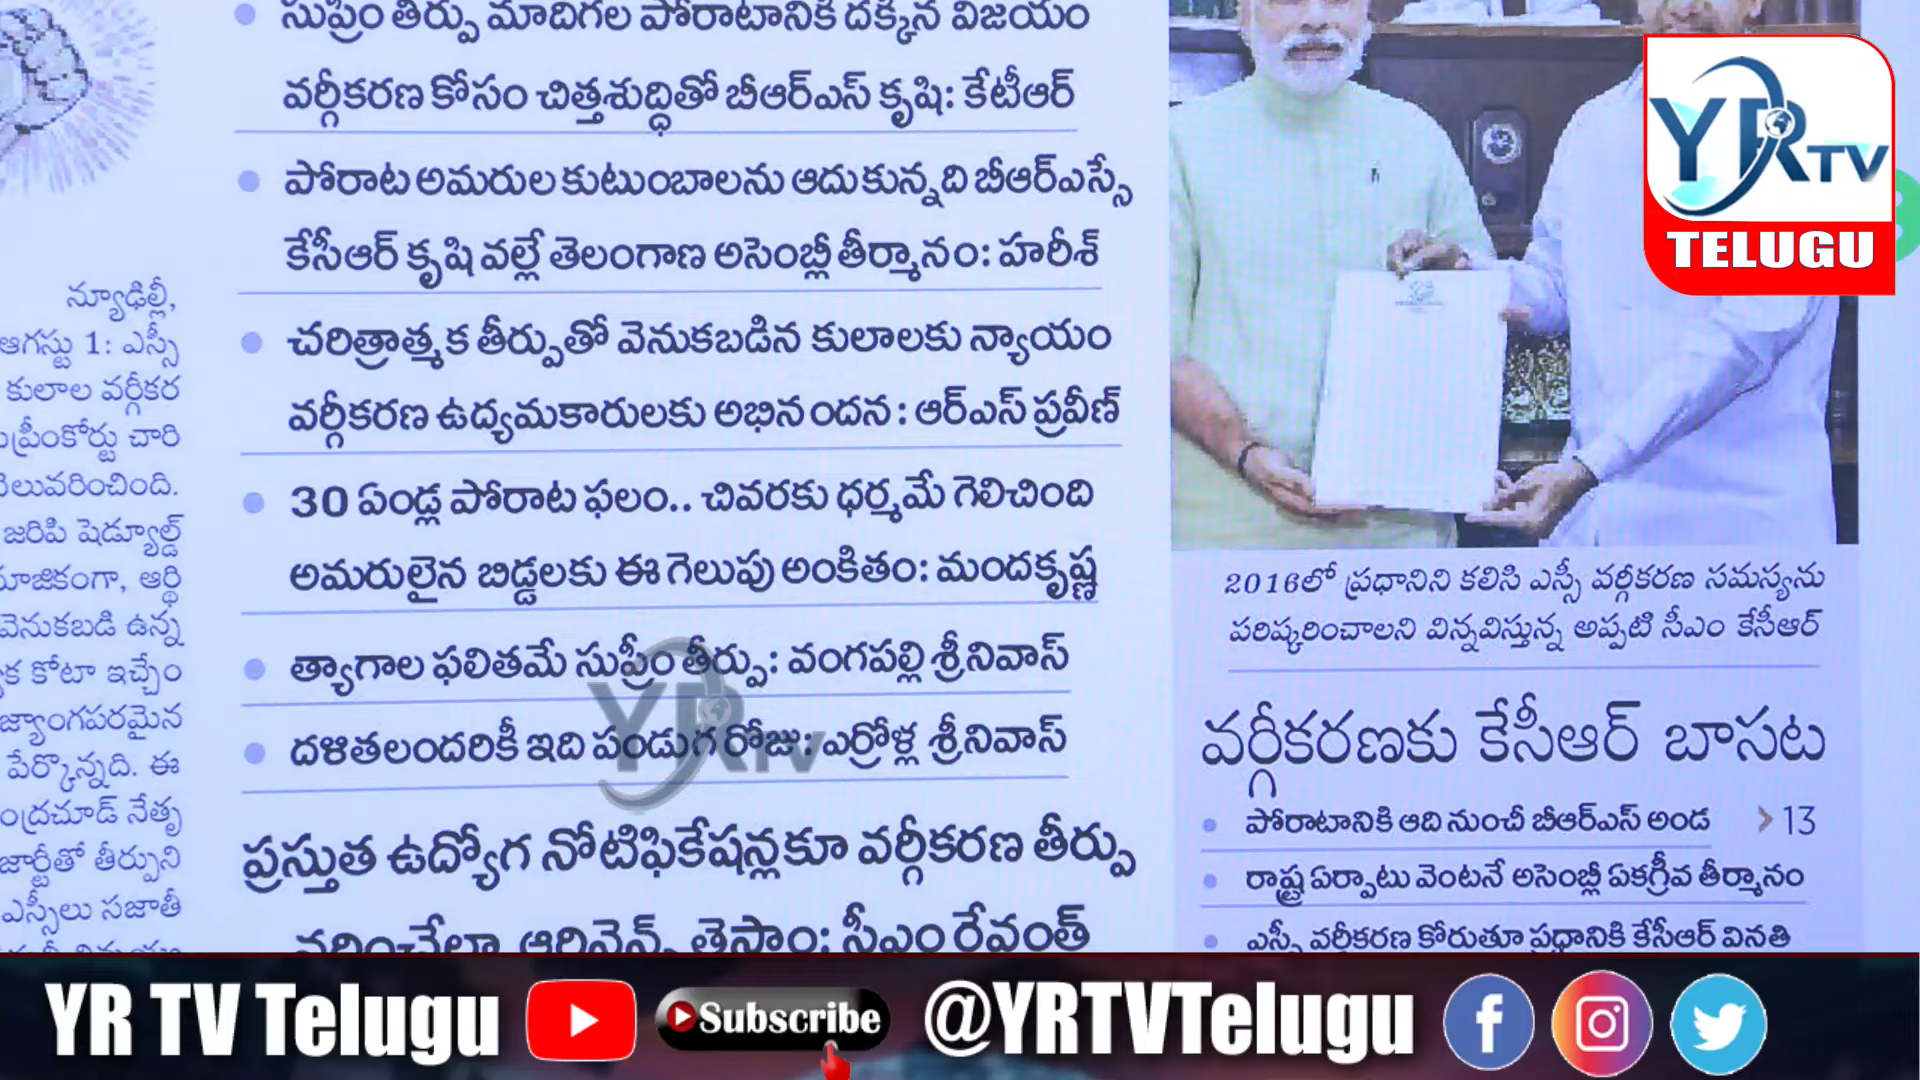 సుప్రీం తీర్పు మాదిగల పోరాటానికి దక్కిన విజయం
వర్గీకరణ కోసం చిత్తశుద్ధితో బీఆర్ఎస్ కృషి: కేటీఆర్
పోరాట అమరుల కుటుంబాలను ఆదుకున్నది బీఆర్ఎస్సే
కేసీఆర్ కృషి వల్లే తెలంగాణ అసెంబ్లీ తీర్మానం: హరీశ్
చరిత్రాత్మక తీర్పుతో వెనుకబడిన కులాలకు న్యాయం
వర్గీకరణ ఉద్యమకారులకు అభినందన: ఆర్ఎస్ ప్రవీణ్
30 ఏండ్ల పోరాట ఫలం.. చివరకు ధర్మమే గెలిచింది
అమరులైన బిడ్డలకు ఈ గెలుపు అంకితం: మందకృష్ణ
త్యాగాల ఫలితమే సుప్రీం తీర్పు: వంగపల్లి శ్రీనివాస్
దళితలందరికీ ఇది పండుగ రోజు: ఎర్రోళ్ల శ్రీనివాస్
ప్రస్తుత ఉద్యోగ నోటిఫికేషన్లకూ వర్గీకరణ తీర్పు
వర్తించేలా ఆర్డినెన్స్ తెస్తాం: సీఎం రేవంత్
న్యూఢిల్లీ,
ఆగస్టు 1: ఎస్సీ
కులాల వర్గీకర
చారి
జరిపి షెడ్యూల్డ్
ఆర్థి
వెనుకబడి ఉన్న
కోటా ఇచ్చేం
పేర్కొన్నది. ఈ
నేతృ
తీర్పుని
ఎస్సీలు సజాతీ
2016లో ప్రధానిని కలిసి ఎస్సీ వర్గీకరణ సమస్యను
పరిష్కరించాలని విన్నవిస్తున్న అప్పటి సీఎం కేసీఆర్
వర్గీకరణకు కేసీఆర్ బాసట
పోరాటానికి ఆది నుంచీ బీఆర్ఎస్ అండ > 13
రాష్ట్ర ఏర్పాటు వెంటనే అసెంబ్లీ ఏకగ్రీవ తీర్మానం
ఎస్సీ వర్గీకరణ కోరుతూ ప్రధానికి కేసీఆర్ వినతి
YR TV
TELUGU
YR TV
YR TV Telugu Subscribe @YRTVTelugu